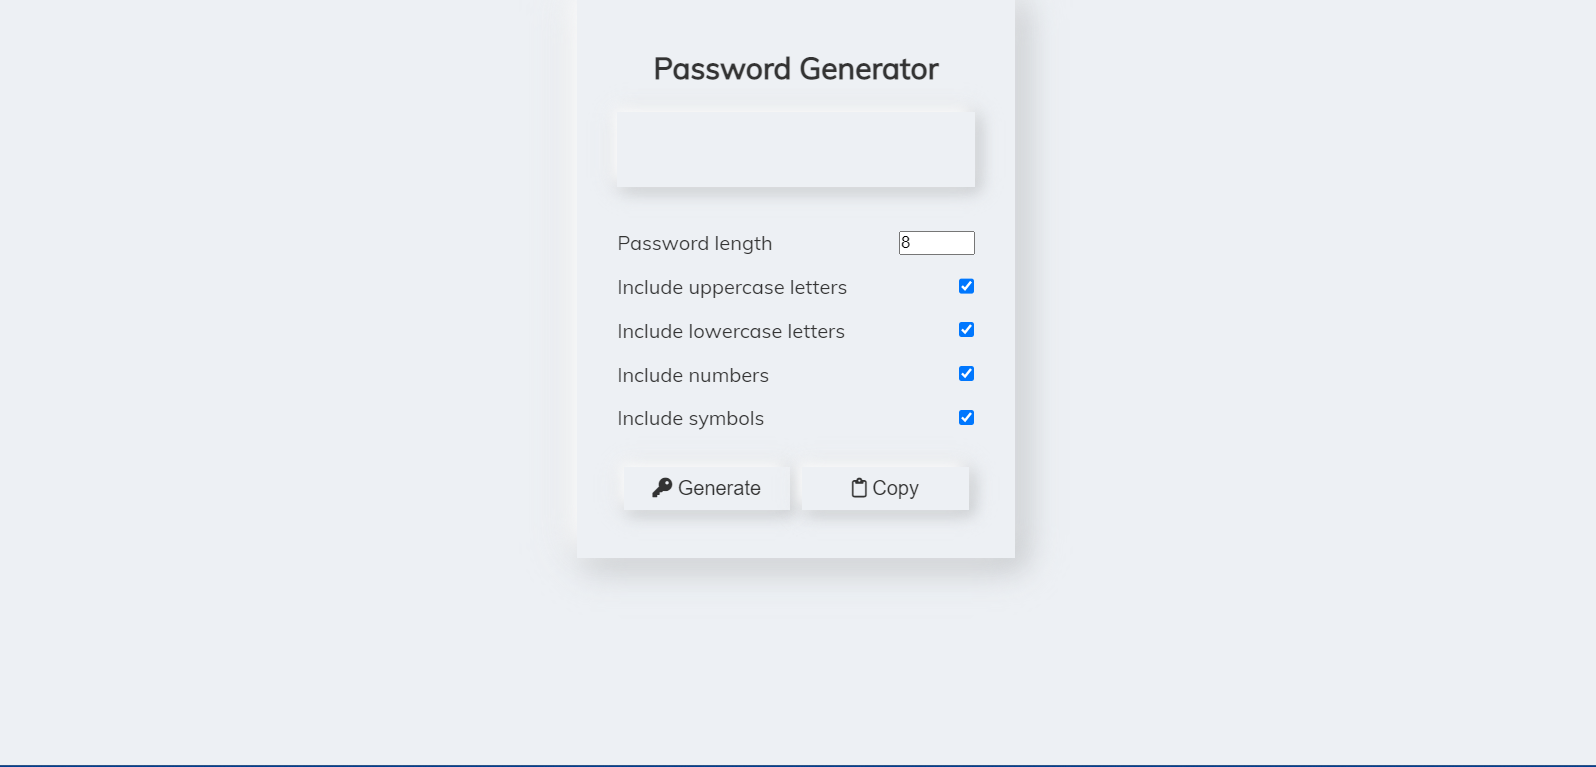 Password Generator
Password length 8
Include uppercase letters
Include lowercase letters
Include numbers
Include symbols
Generate Copy